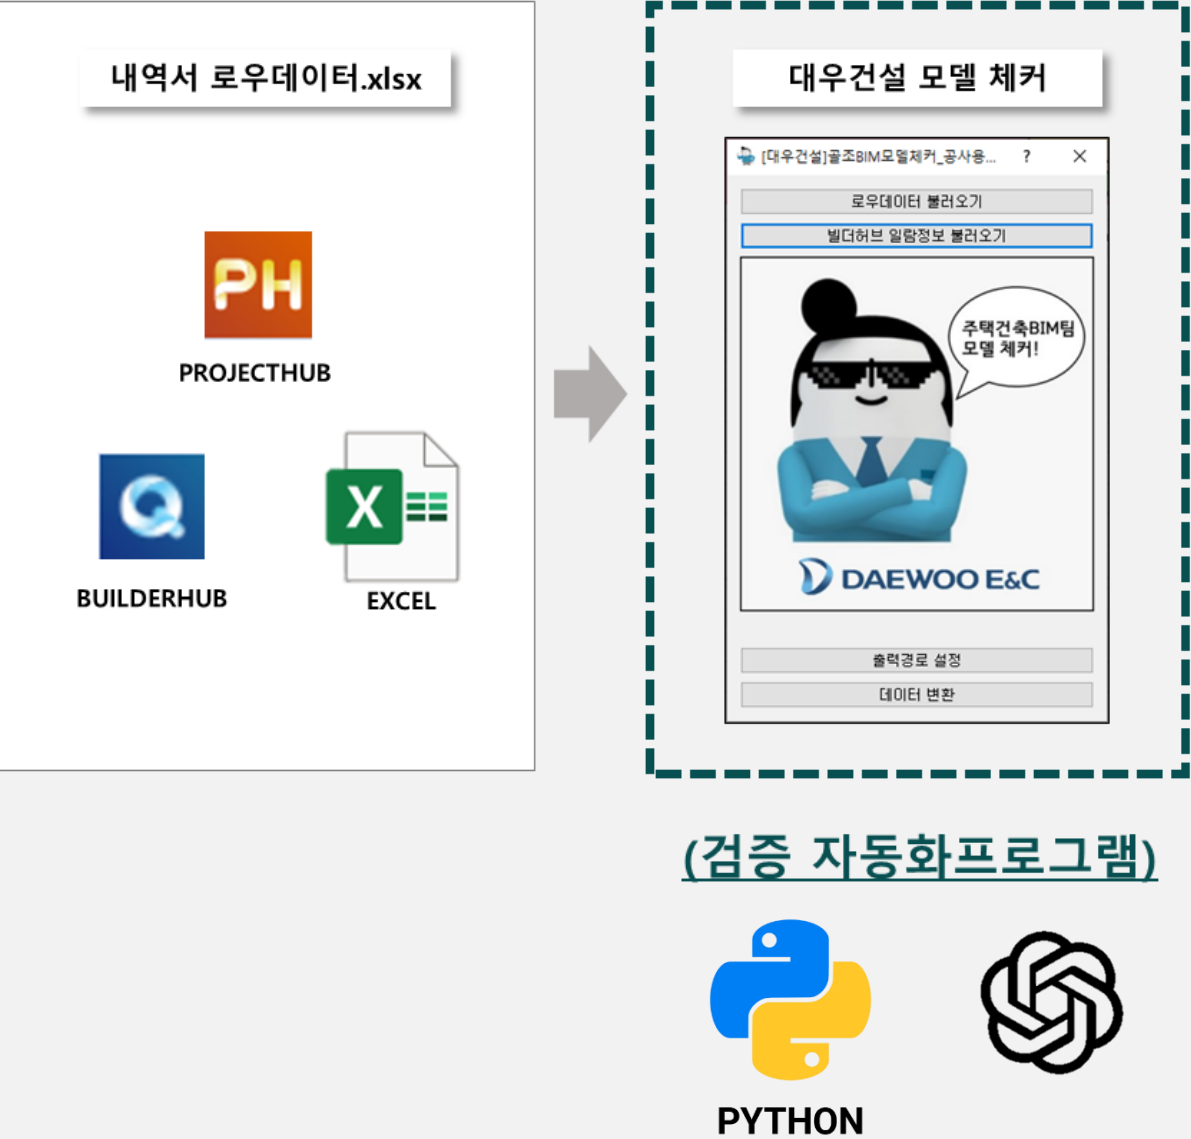 내역서 로우데이터.xlsx
PH
PROJECTHUB
BUILDERHUB
X
EXCEL
대우건설 모델 체커
[대우건설]골조BIM모델체커_공사용... ?
로우데이터 불러오기
빌더허브 일람정보 불러오기
주택건축BIM팀
모델 체커!
DAEWOO E&C
출력경로 설정
데이터 변환
(검증 자동화프로그램)
PYTHON